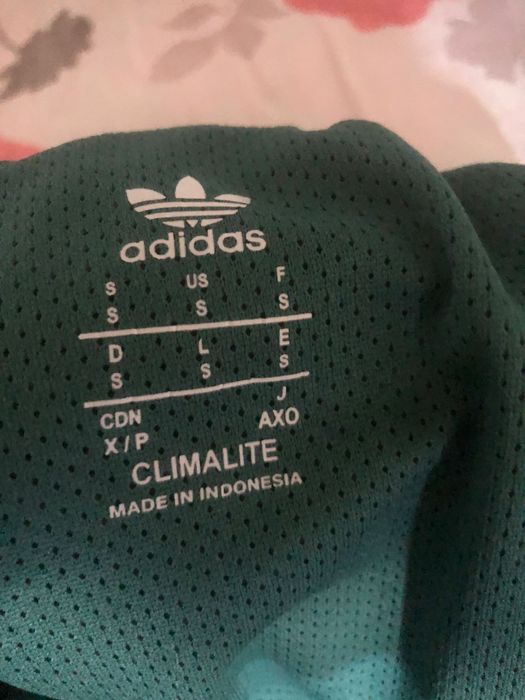 adidas
S US F
S S S
D L E
S S S
CDN J
X/P AXO
CLIMALITE
MADE IN INDONESIA